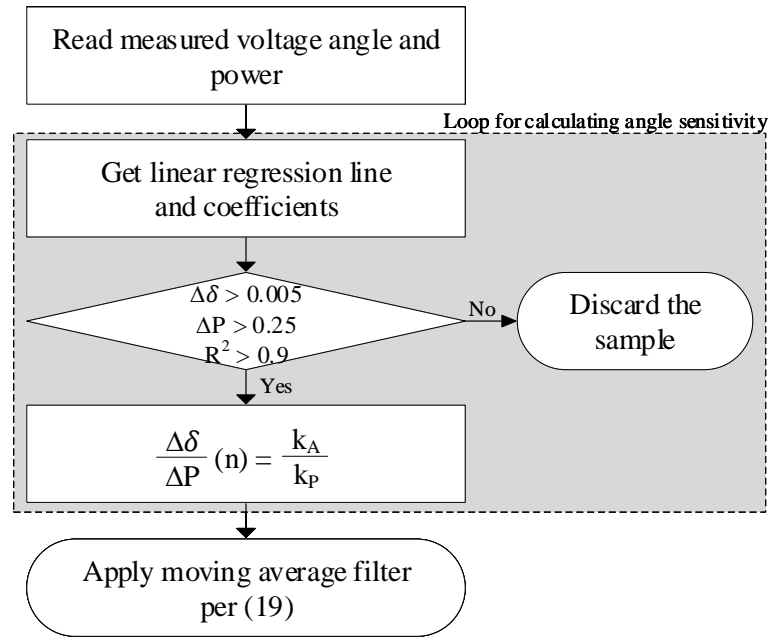 Read measured voltage angle and
power
Loop for calculating angle sensitivity
Get linear regression line
and coefficients
Δδ > 0.005
ΔP > 0.25
R² > 0.9
No
Discard the
sample
Yes
Δδ/ΔP (n) = k_A/k_P
Apply moving average filter
per (19)